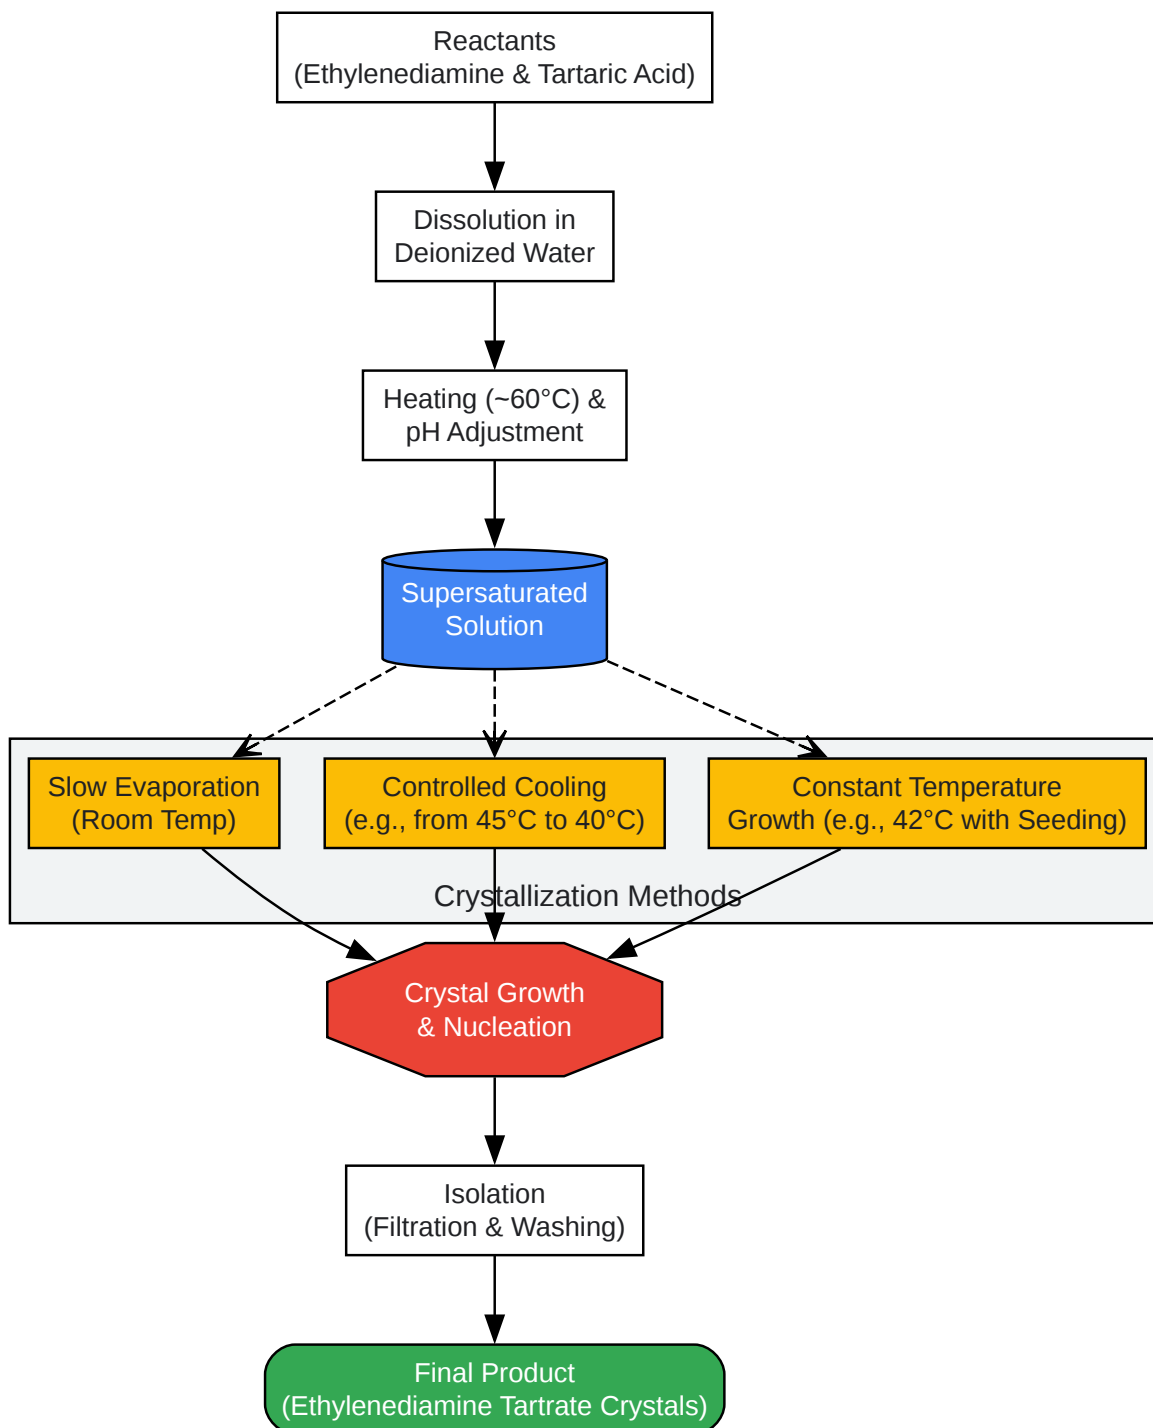 Reactants
(Ethylenediamine & Tartaric Acid)
Dissolution in
Deionized Water
Heating (~60°C) &
pH Adjustment
Supersaturated
Solution
Slow Evaporation
(Room Temp)
Controlled Cooling
(e.g., from 45°C to 40°C)
Constant Temperature
Growth (e.g., 42°C with Seeding)
Crystallization Methods
Crystal Growth
& Nucleation
Isolation
(Filtration & Washing)
Final Product
(Ethylenediamine Tartrate Crystals)